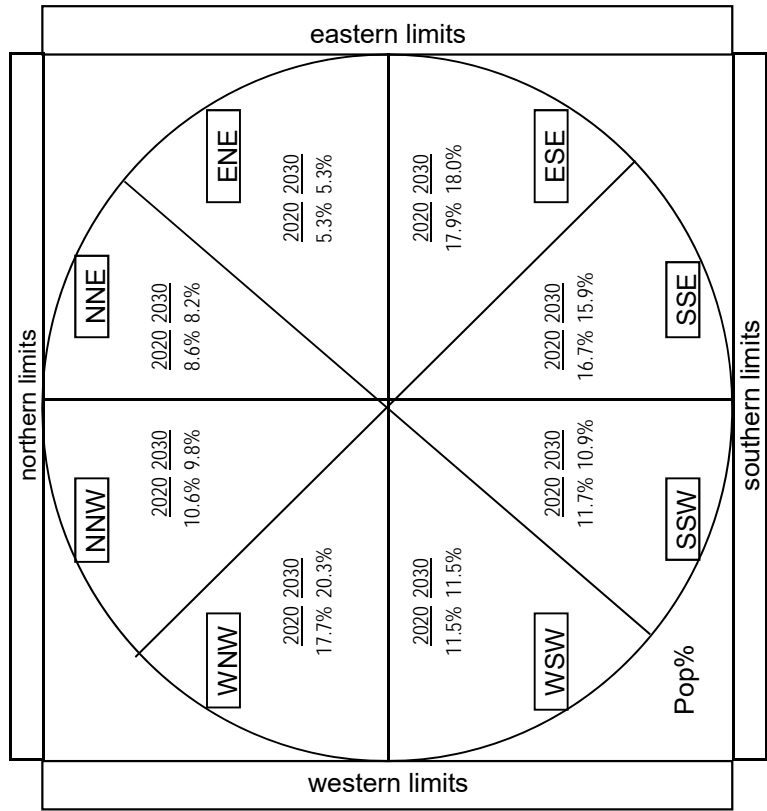 eastern limits
northern limits
southern limits
western limits
ENE
2020 2030
5.3% 5.3%
ESE
2020 2030
17.9% 18.0%
NNE
2020 2030
8.6% 8.2%
SSE
2020 2030
16.7% 15.9%
NNW
2020 2030
10.6% 9.8%
SSW
2020 2030
11.7% 10.9%
WNW
2020 2030
17.7% 20.3%
WSW
2020 2030
11.5% 11.5%
Pop%